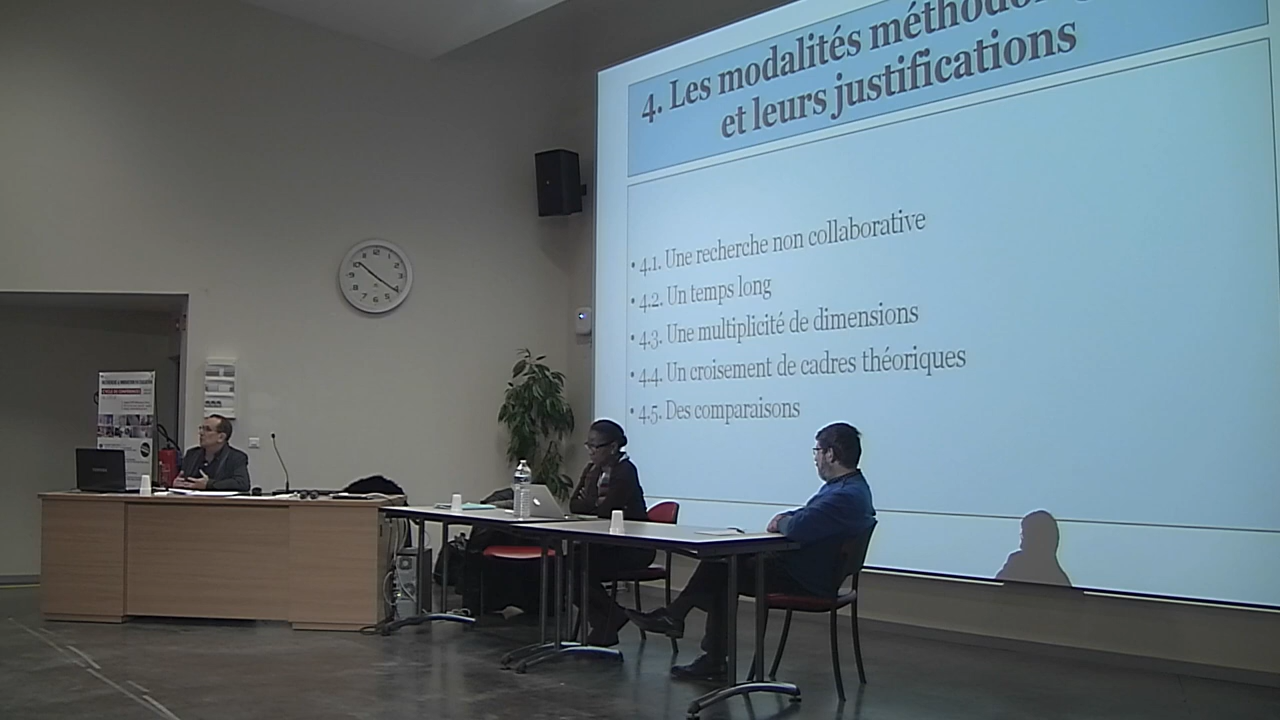 4. Les modalités
et leurs justifications
• 4.1. Une recherche non collaborative
• 4.2. Un temps long
• 4.3. Une multiplicité de dimensions
• 4.4. Un croisement de cadres théoriques
• 4.5. Des comparaisons